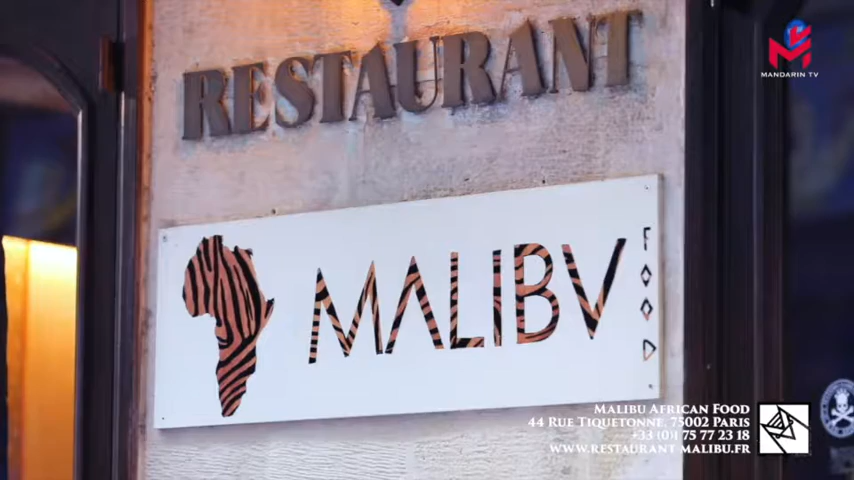 RESTAURANT
MALIBV
FOOD
MANDARIN TV
MALIBU AFRICAN FOOD
44 RUE TIQUETONNE, 75002 PARIS
+33 (0)1 75 77 23 18
WWW.RESTAURANT-MALIBU.FR